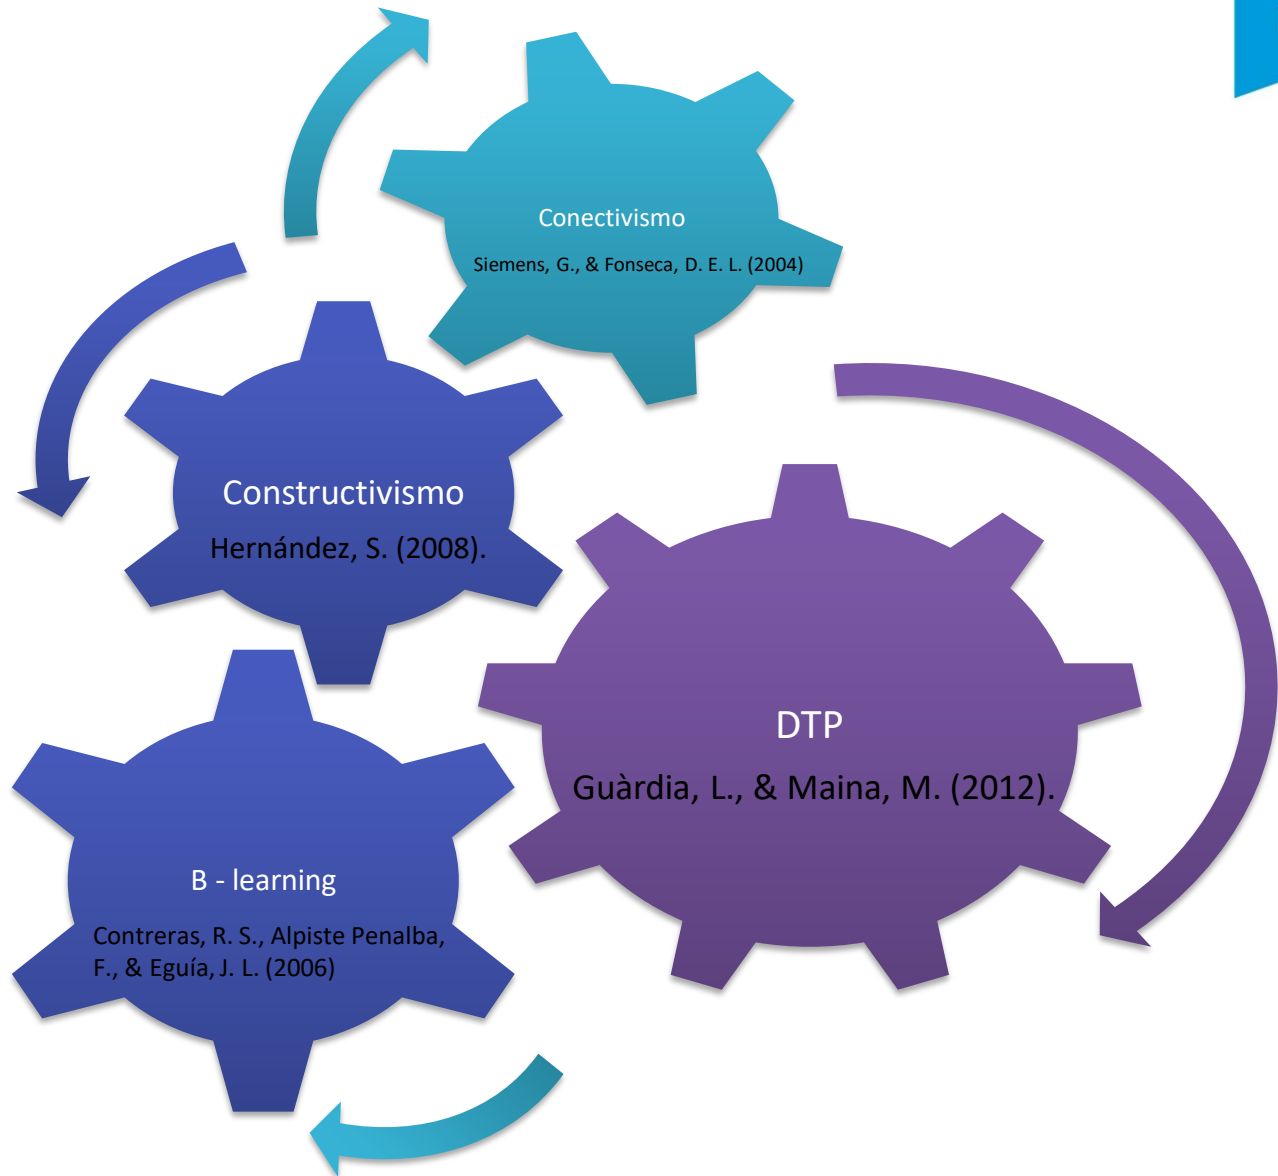 Conectivismo
Siemens, G., & Fonseca, D. E. L. (2004)
Constructivismo
Hernández, S. (2008).
DTP
Guàrdia, L., & Maina, M. (2012).
B - learning
Contreras, R. S., Alpiste Penalba,
F., & Eguía, J. L. (2006)